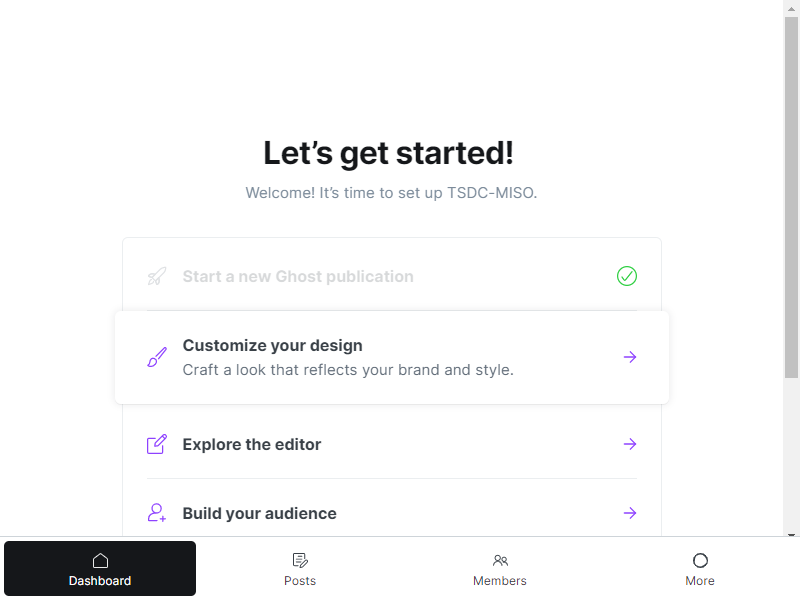 Let's get started!
Welcome! It's time to set up TSDC-MISO.
Start a new Ghost publication
Customize your design
Craft a look that reflects your brand and style.
Explore the editor
Build your audience
Dashboard
Posts
Members
More